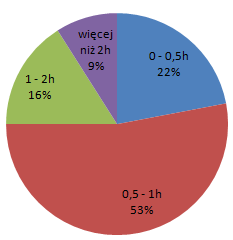 więcej
niż 2h
9%
0 - 0,5h
22%
1 - 2h
16%
0,5 - 1h
53%